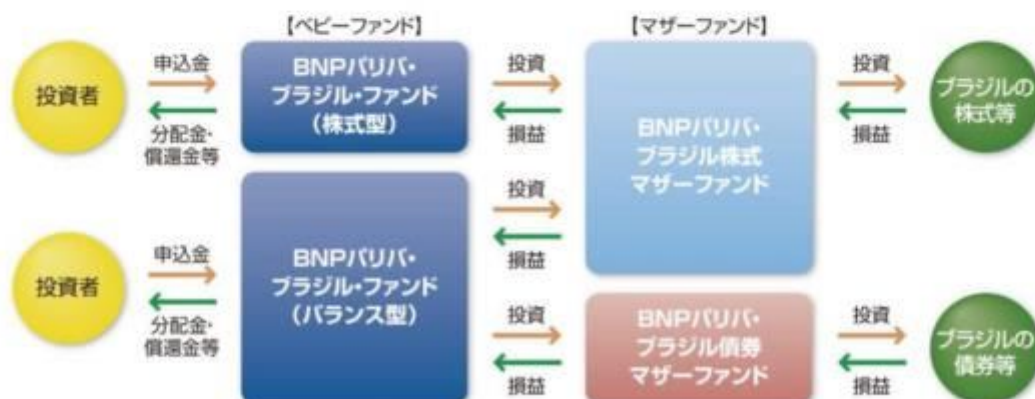 【ベビーファンド】
【マザーファンド】
投資者
申込金
分配金・
償還金等
BNPパリバ・
ブラジル・ファンド
(株式型)
投資
損益
BNPパリバ・
ブラジル株式
マザーファンド
投資
損益
ブラジルの
株式等
投資者
申込金
分配金・
償還金等
BNPパリバ・
ブラジル・ファンド
(バランス型)
投資
損益
投資
損益
BNPパリバ・
ブラジル債券
マザーファンド
投資
損益
ブラジルの
債券等